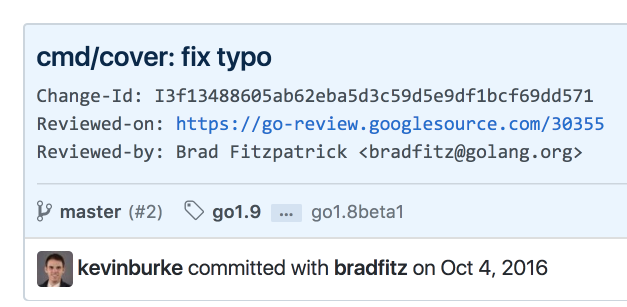 cmd/cover: fix typo
Change-Id: I3f13488605ab62eba5d3c59d5e9df1bcf69dd571
Reviewed-on: https://go-review.googlesource.com/30355
Reviewed-by: Brad Fitzpatrick <bradfitz@golang.org>
master (#2) go1.9 ... go1.8beta1
kevinburke committed with bradfitz on Oct 4, 2016